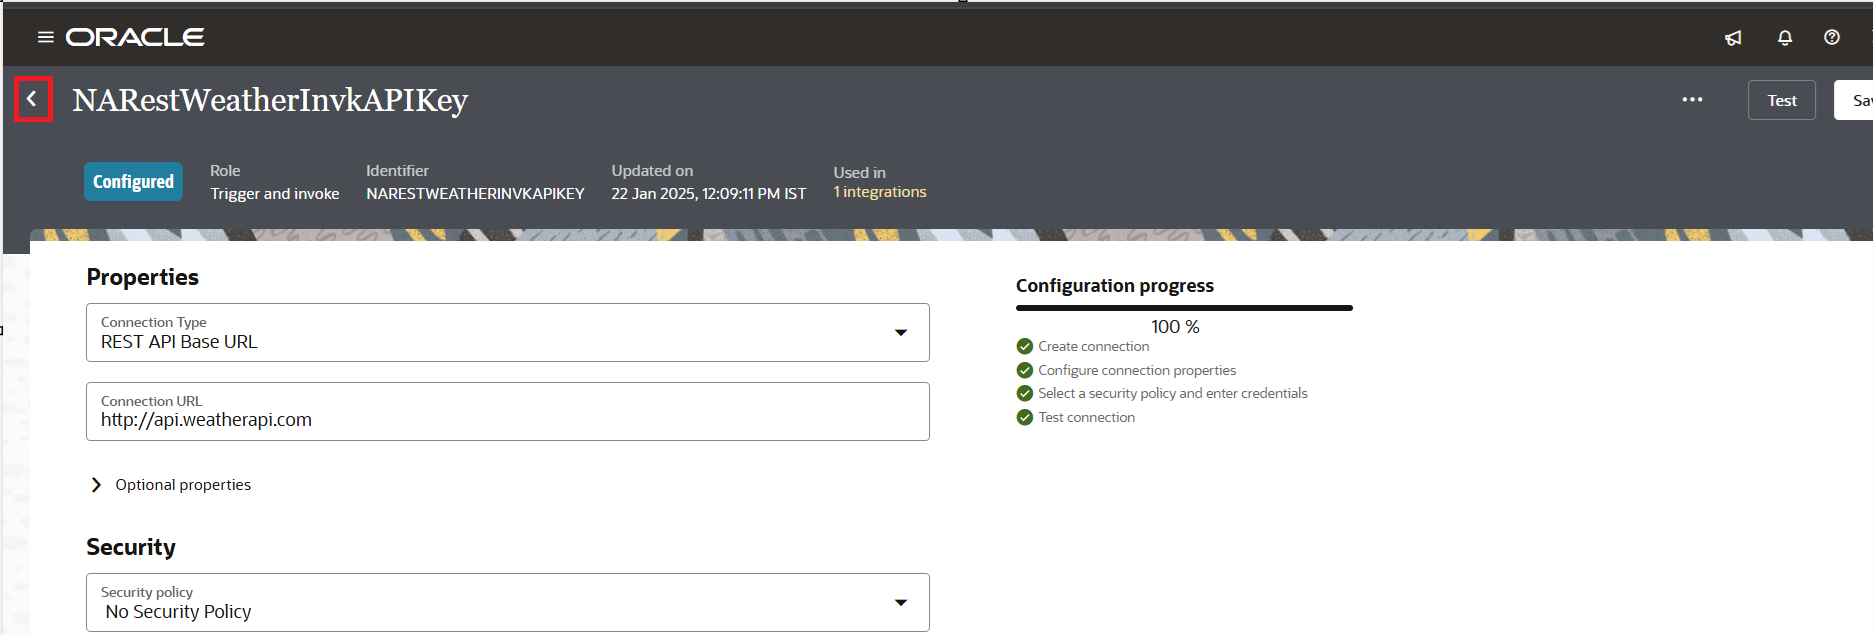 ORACLE
NARestWeatherInvkAPIKey
Test
Sav
Configured
Role
Trigger and invoke
Identifier
NARESTWEATHERINVKAPIKEY
Updated on
22 Jan 2025, 12:09:11 PM IST
Used in
1 integrations
Properties
Connection Type
REST API Base URL
Connection URL
http://api.weatherapi.com
Optional properties
Security
Security policy
No Security Policy
Configuration progress
100 %
Create connection
Configure connection properties
Select a security policy and enter credentials
Test connection